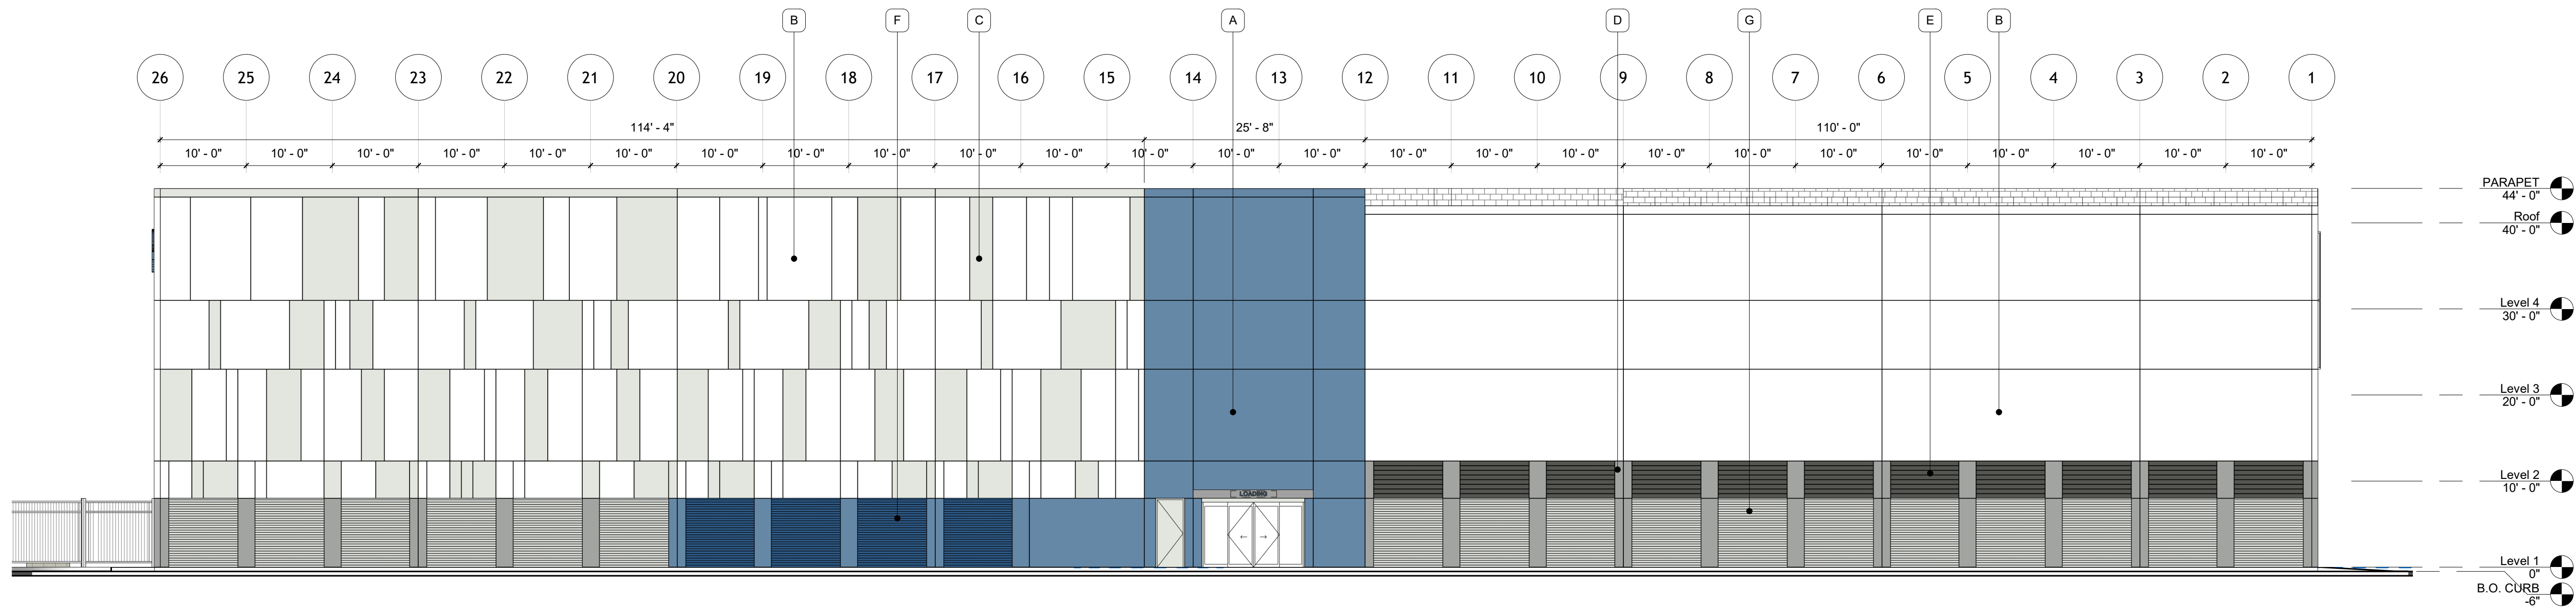 B F C A D G E B
26 25 24 23 22 21 20 19 18 17 16 15 14 13 12 11 10 9 8 7 6 5 4 3 2 1
114' - 4" 25' - 8" 110' - 0"
10' - 0" 10' - 0" 10' - 0" 10' - 0" 10' - 0" 10' - 0" 10' - 0" 10' - 0" 10' - 0" 10' - 0" 10' - 0" 10' - 0" 10' - 0" 10' - 0" 10' - 0" 10' - 0" 10' - 0" 10' - 0" 10' - 0" 10' - 0" 10' - 0" 10' - 0" 10' - 0" 10' - 0" 10' - 0"
PARAPET
44' - 0"
Roof
40' - 0"
Level 4
30' - 0"
Level 3
20' - 0"
Level 2
10' - 0"
LOADING
Level 1
0"
B.O. CURB
-6"